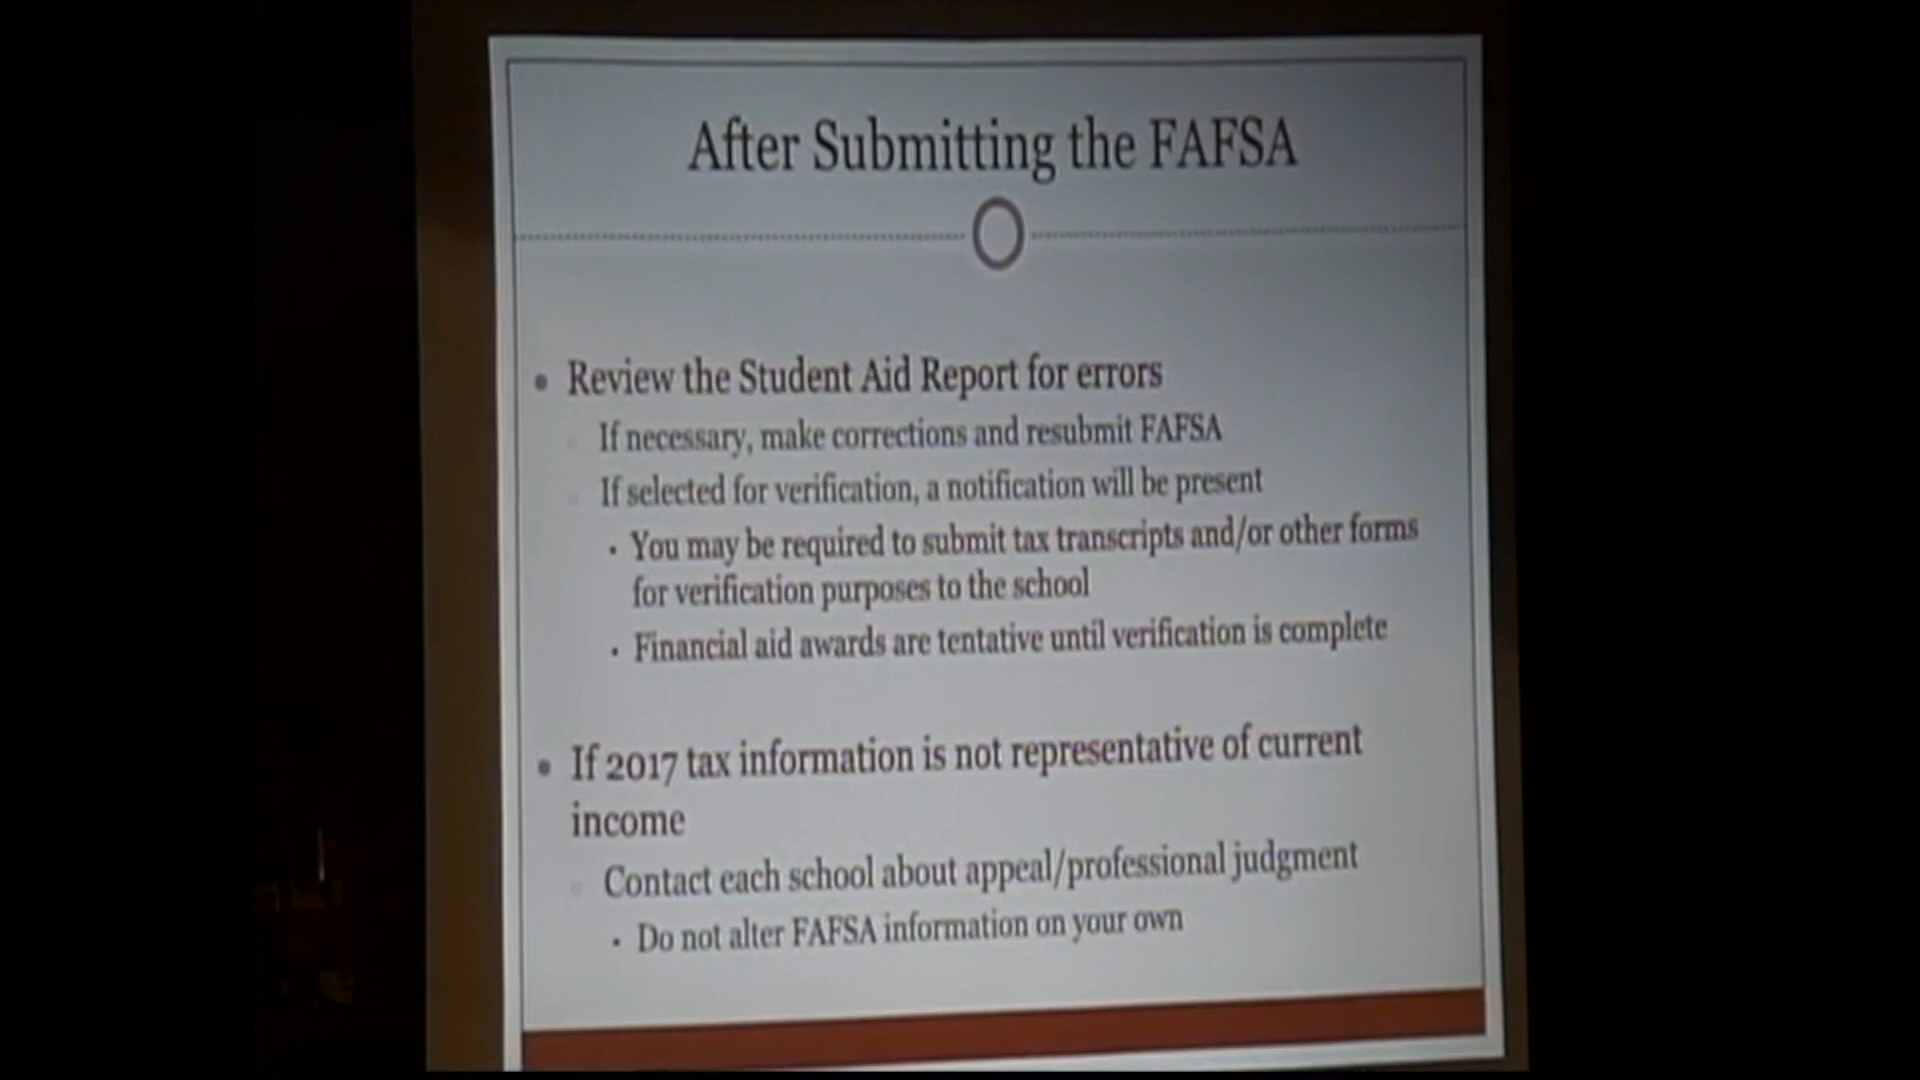 After Submitting the FAFSA
• Review the Student Aid Report for errors
If necessary, make corrections and resubmit FAFSA
If selected for verification, a notification will be present
• You may be required to submit tax transcripts and/or other forms
for verification purposes to the school
• Financial aid awards are tentative until verification is complete
• If 2017 tax information is not representative of current
income
Contact each school about appeal/professional judgment
• Do not alter FAFSA information on your own